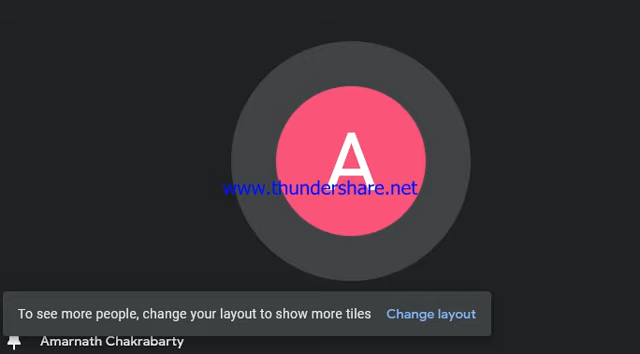 A
www.thundershare.net
To see more people, change your layout to show more tiles Change layout
Amarnath Chakrabarty